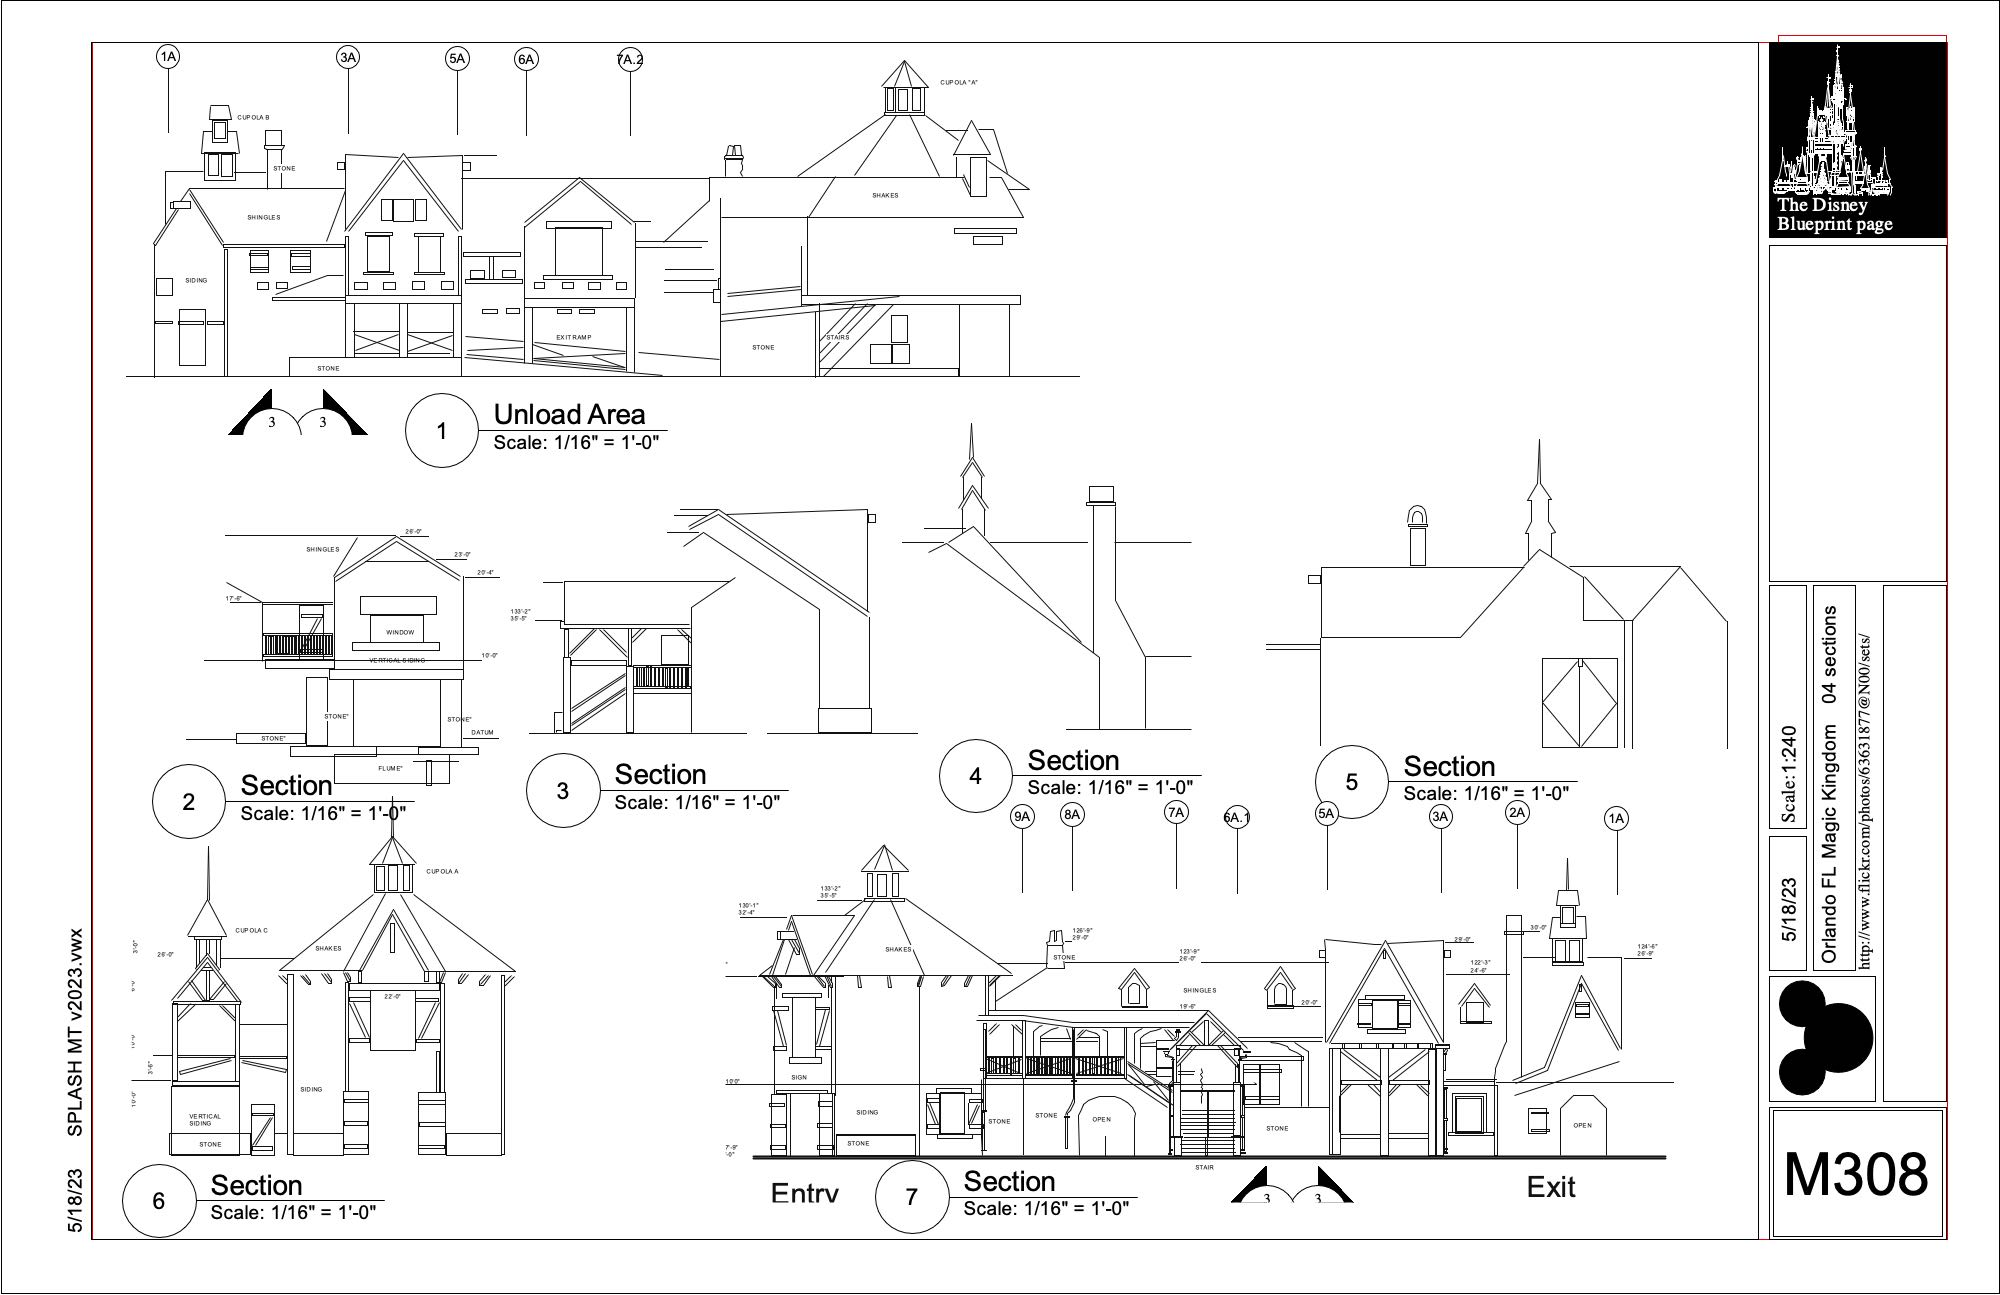 1A
3A
5A
6A
7A.2
CUPOLA "A"
CUPOLA B
STONE
SHAKES
SHINGLES
SIDING
EXIT RAMP
STAIRS
STONE
STONE
3
3
1
Unload Area
Scale: 1/16" = 1'-0"
26'-0"
SHINGLES
23'-0"
20'-4"
17'-6"
WINDOW
VERTICAL SIDING
10'-0"
STONE"
STONE"
DATUM
STONE"
FLUME"
2
Section
Scale: 1/16" = 1'-0"
133'-2"
35'-5"
3
Section
Scale: 1/16" = 1'-0"
4
Section
Scale: 1/16" = 1'-0"
5
Section
Scale: 1/16" = 1'-0"
CUPOLA A
CUPOLA C
SHAKES
26'-0"
3'-0"
22'-0"
3'-6"
10'-0"
SIDING
VERTICAL
SIDING
STONE
6
Section
Scale: 1/16" = 1'-0"
9A
8A
7A
6A.1
5A
3A
2A
1A
133'-2"
35'-5"
130'-1"
32'-4"
126'-9"
29'-0"
STONE
123'-9"
26'-0"
29'-0"
30'-0"
124'-6"
26'-9"
122'-3"
24'-6"
SHAKES
SHINGLES
19'-6"
20'-0"
SIGN
10'0"
SIDING
STONE
STONE
STONE
OPEN
STONE
OPEN
7'-9"
STAIR
Entry
7
Section
Scale: 1/16" = 1'-0"
3
3
Exit
5/18/23 SPLASH MT v2023.vwx
The Disney
Blueprint page
Scale:1:240
5/18/23
Orlando FL Magic Kingdom 04 sections
http://www.flickr.com/photos/63631877@N00/sets/
M308